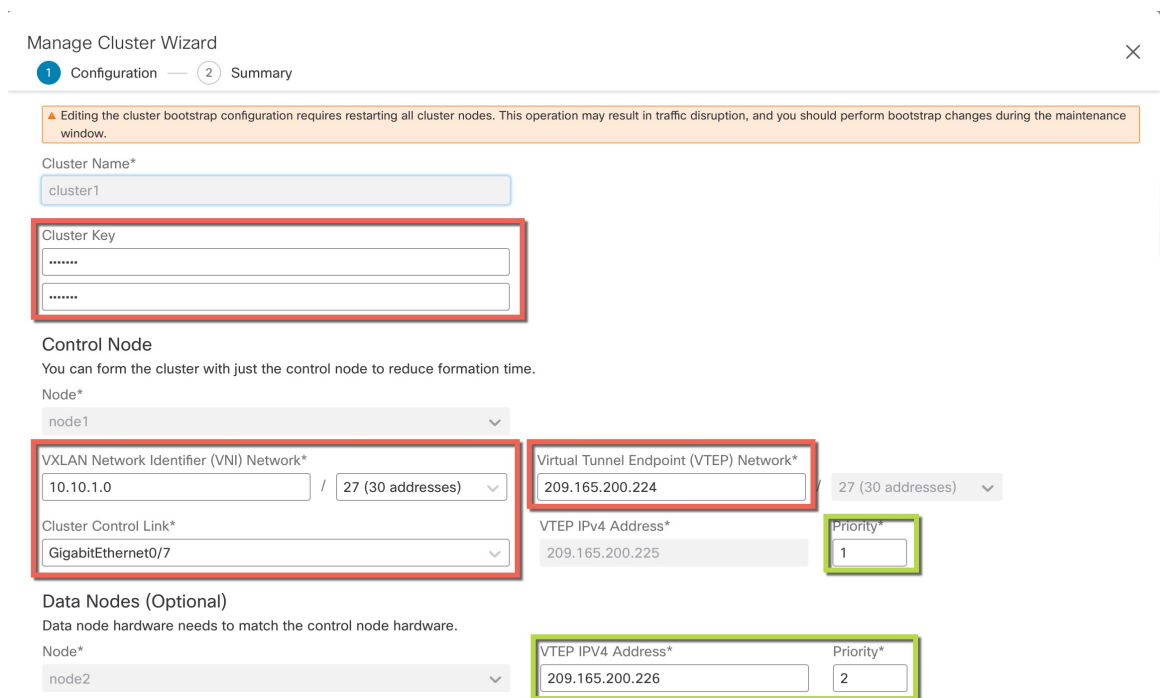 Manage Cluster Wizard
1 Configuration — 2 Summary
Editing the cluster bootstrap configuration requires restarting all cluster nodes. This operation may result in traffic disruption, and you should perform bootstrap changes during the maintenance
window.
Cluster Name*
cluster1
Cluster Key
•••••••
•••••••
Control Node
You can form the cluster with just the control node to reduce formation time.
Node*
node1
VXLAN Network Identifier (VNI) Network* Virtual Tunnel Endpoint (VTEP) Network*
10.10.1.0 / 27 (30 addresses) 209.165.200.224 / 27 (30 addresses)
Cluster Control Link* VTEP IPv4 Address* Priority*
GigabitEthernet0/7 209.165.200.225 1
Data Nodes (Optional)
Data node hardware needs to match the control node hardware.
Node* VTEP IPV4 Address* Priority*
node2 209.165.200.226 2